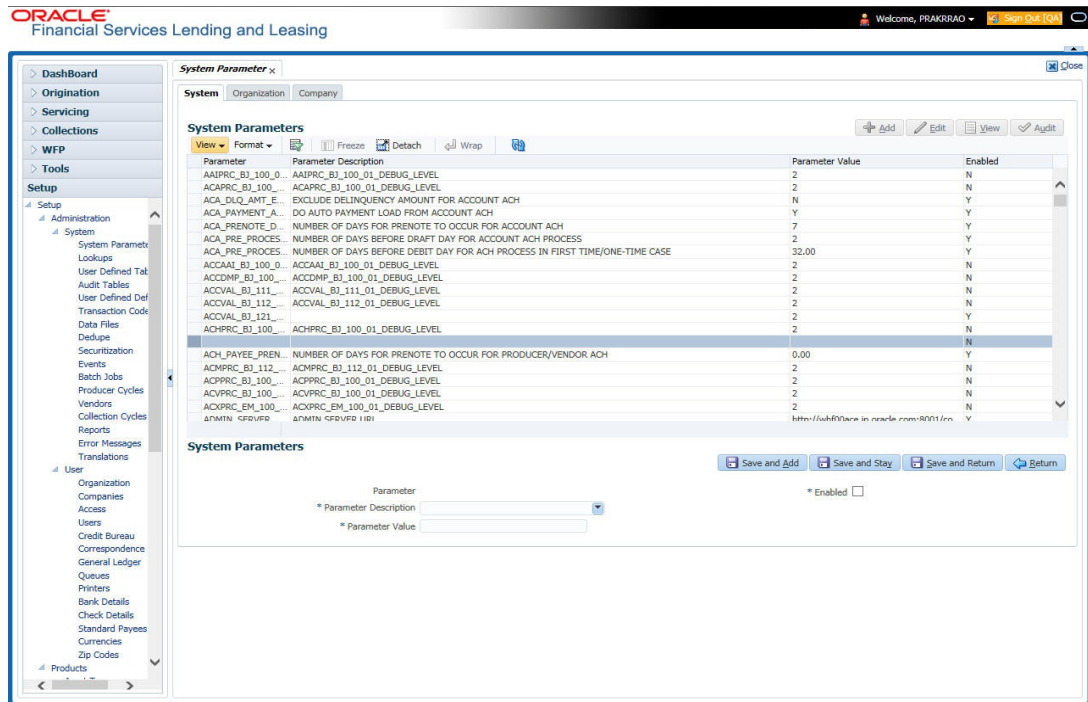 ORACLE
Financial Services Lending and Leasing
Welcome, PRAKRRAO
Sign Out [QA]
DashBoard
Origination
Servicing
Collections
WFP
Tools
Setup
Setup
Administration
System
System Paramete
Lookups
User Defined Tab
Audit Tables
User Defined Def
Transaction Code
Data Files
Dedupe
Securitization
Events
Batch Jobs
Producer Cycles
Vendors
Collection Cycles
Reports
Error Messages
Translations
User
Organization
Companies
Access
Users
Credit Bureau
Correspondence
General Ledger
Queues
Printers
Bank Details
Check Details
Standard Payees
Currencies
Zip Codes
Products
System Parameter x
Close
System Organization Company
System Parameters
Add Edit View Audit
View Format Freeze Detach Wrap
Parameter Parameter Description Parameter Value Enabled
AAIPRC_BJ_100_0... AAIPRC_BJ_100_01_DEBUG_LEVEL 2 N
ACAPRC_BJ_100_... ACAPRC_BJ_100_01_DEBUG_LEVEL 2 N
ACA_DLQ_AMT_E... EXCLUDE DELINQUENCY AMOUNT FOR ACCOUNT ACH N Y
ACA_PAYMENT_A... DO AUTO PAYMENT LOAD FROM ACCOUNT ACH Y Y
ACA_PRENOTE_D... NUMBER OF DAYS FOR PRENOTE TO OCCUR FOR ACCOUNT ACH 7 Y
ACA_PRE_PROCES... NUMBER OF DAYS BEFORE DRAFT DAY FOR ACCOUNT ACH PROCESS 2 Y
ACA_PRE_PROCES... NUMBER OF DAYS BEFORE DEBIT DAY FOR ACH PROCESS IN FIRST TIME/ONE-TIME CASE 32.00 Y
ACCAAI_BJ_100_0... ACCAAI_BJ_100_01_DEBUG_LEVEL 2 N
ACCDMP_BJ_100_... ACCDMP_BJ_100_01_DEBUG_LEVEL 2 N
ACCVAL_BJ_111_... ACCVAL_BJ_111_01_DEBUG_LEVEL 2 N
ACCVAL_BJ_112_... ACCVAL_BJ_112_01_DEBUG_LEVEL 2 N
ACCVAL_BJ_121_... 2 Y
ACHPRC_BJ_100_... ACHPRC_BJ_100_01_DEBUG_LEVEL 2 N
N
ACH_PAYEE_PREN... NUMBER OF DAYS FOR PRENOTE TO OCCUR FOR PRODUCER/VENDOR ACH 0.00 Y
ACMPRC_BJ_112_... ACMPRC_BJ_112_01_DEBUG_LEVEL 2 N
ACPPRC_BJ_100_... ACPPRC_BJ_100_01_DEBUG_LEVEL 2 N
ACVPRC_BJ_100_... ACVPRC_BJ_100_01_DEBUG_LEVEL 2 N
ACXPRC_EM_100_... ACXPRC_EM_100_01_DEBUG_LEVEL 2 N
ADMIN_SERVER ADMIN SERVER URL http://whf00ace.in.oracle.com:8001/co Y
System Parameters
Save and Add Save and Stay Save and Return Return
Parameter
* Parameter Description
* Parameter Value
* Enabled